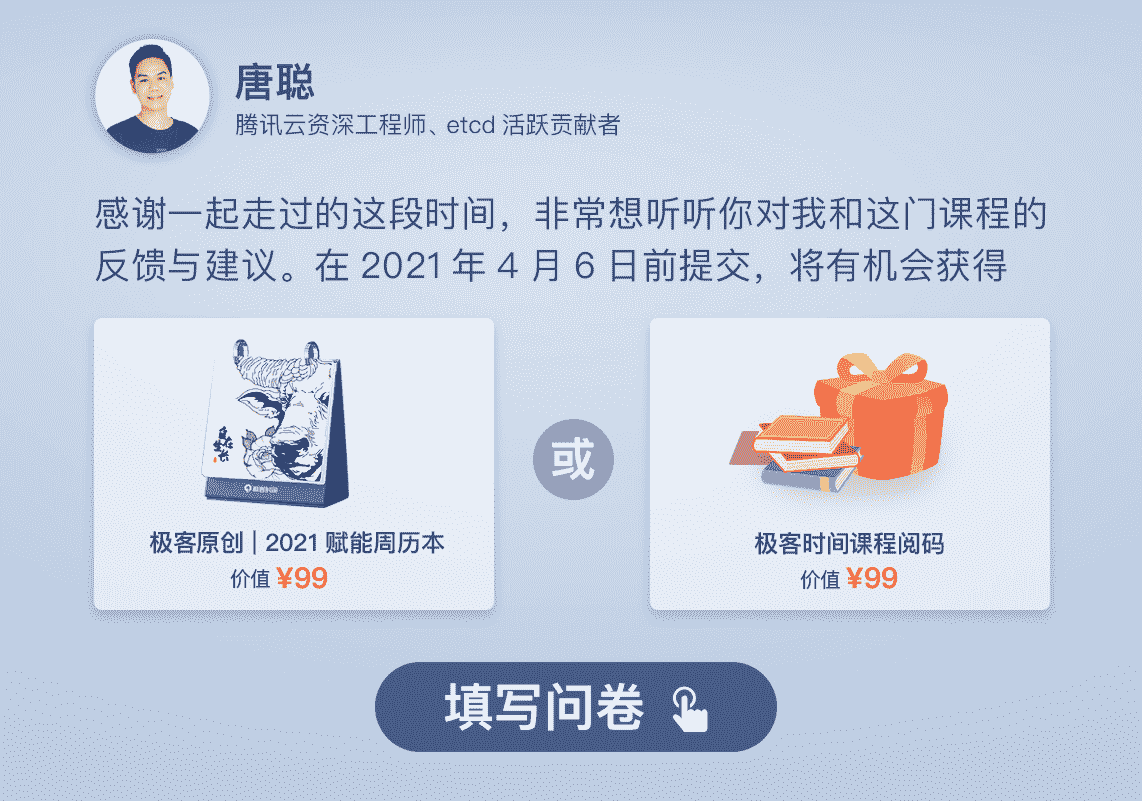 唐聪
腾讯云资深工程师、etcd 活跃贡献者
感谢一起走过的这段时间，非常想听听你对我和这门课程的
反馈与建议。在 2021 年 4 月 6 日前提交，将有机会获得
或
极客原创 | 2021 赋能周历本
价值 ¥99
极客时间课程阅码
价值 ¥99
填写问卷